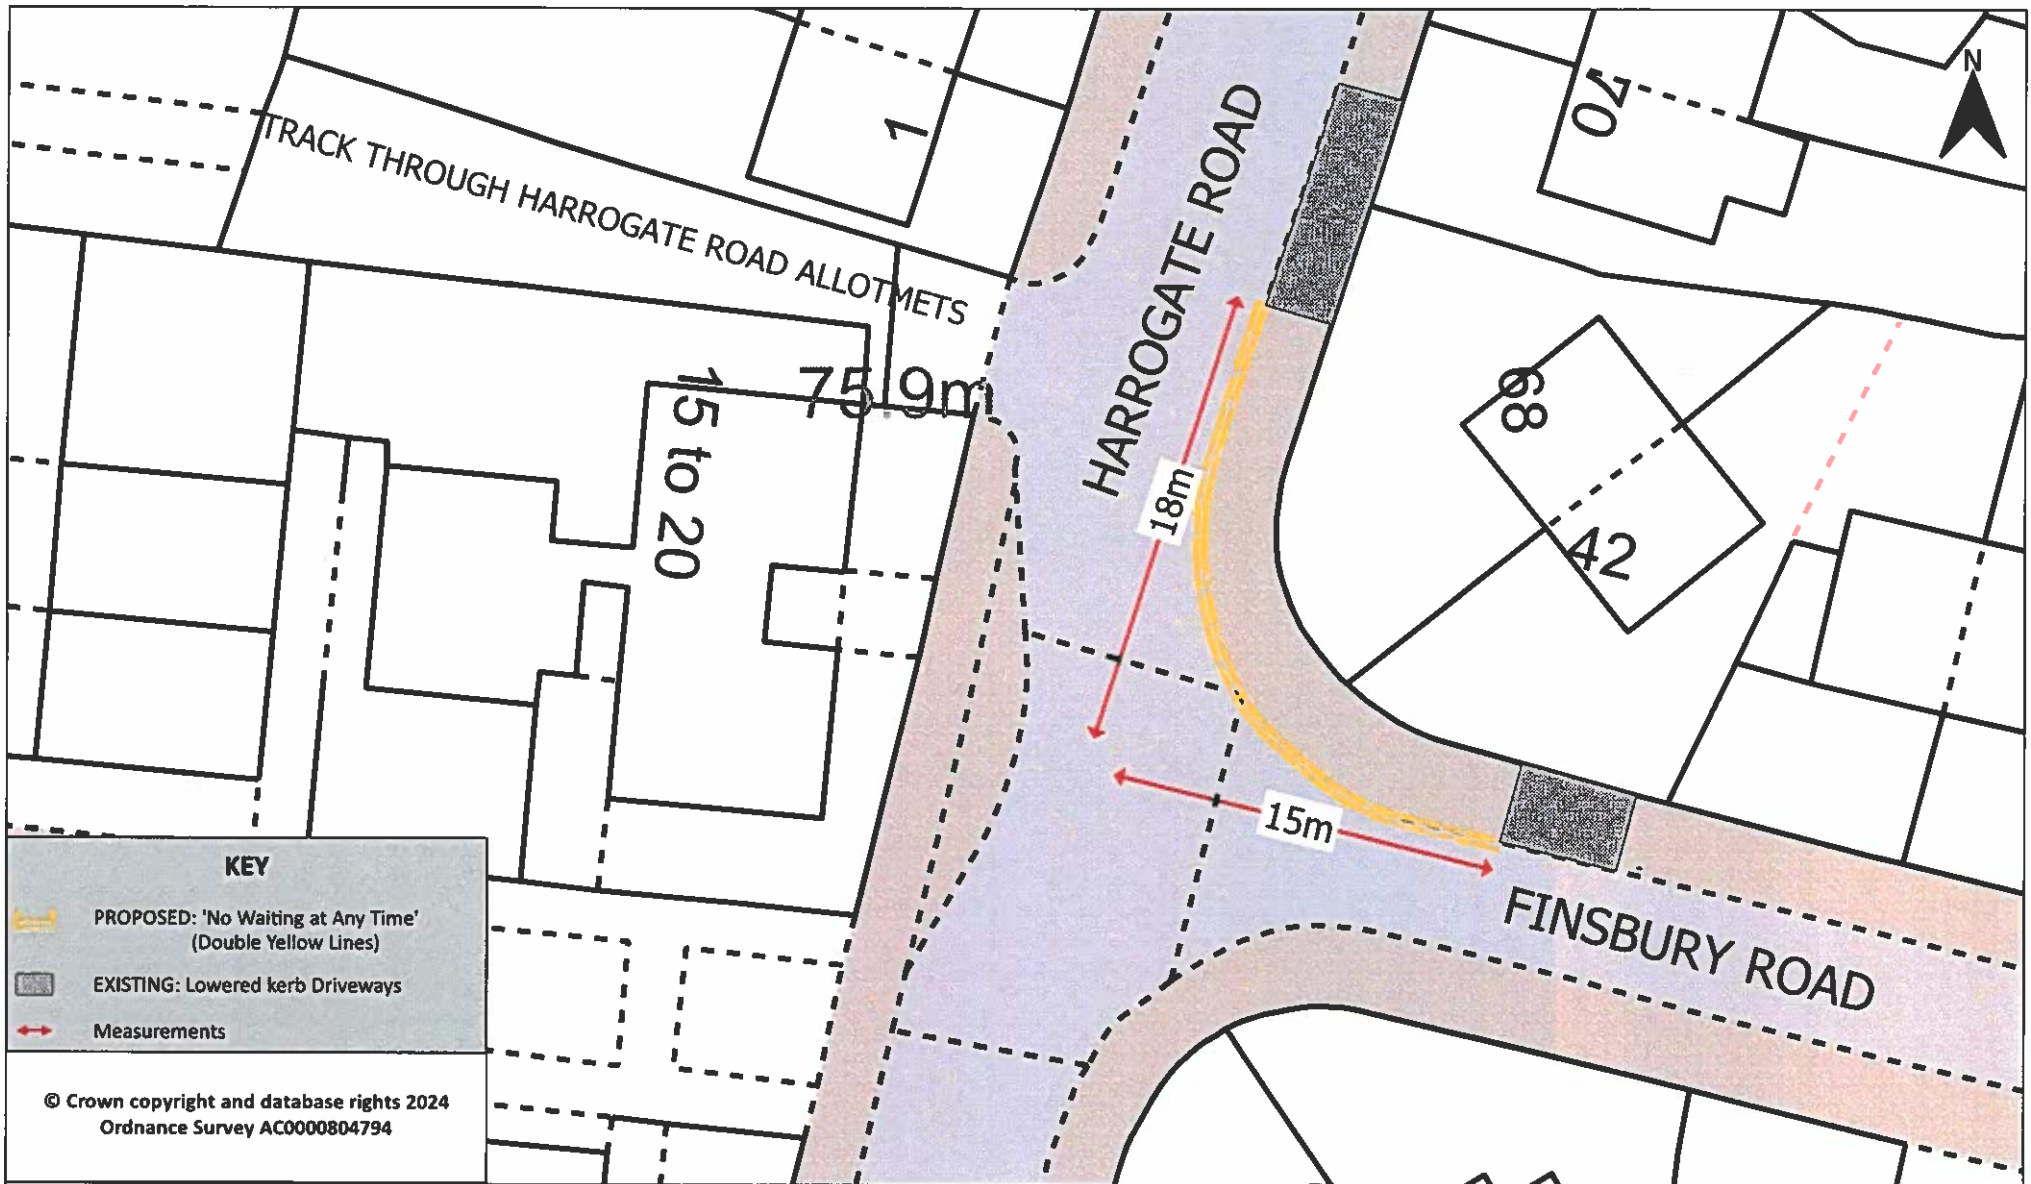 N
1
70
TRACK THROUGH HARROGATE ROAD ALLOTMETS
HARROGATE ROAD
75.9m
15 to 20
68
42
18m
15m
FINSBURY ROAD
KEY
PROPOSED: 'No Waiting at Any Time'
(Double Yellow Lines)
EXISTING: Lowered kerb Driveways
Measurements
© Crown copyright and database rights 2024
Ordnance Survey AC0000804794